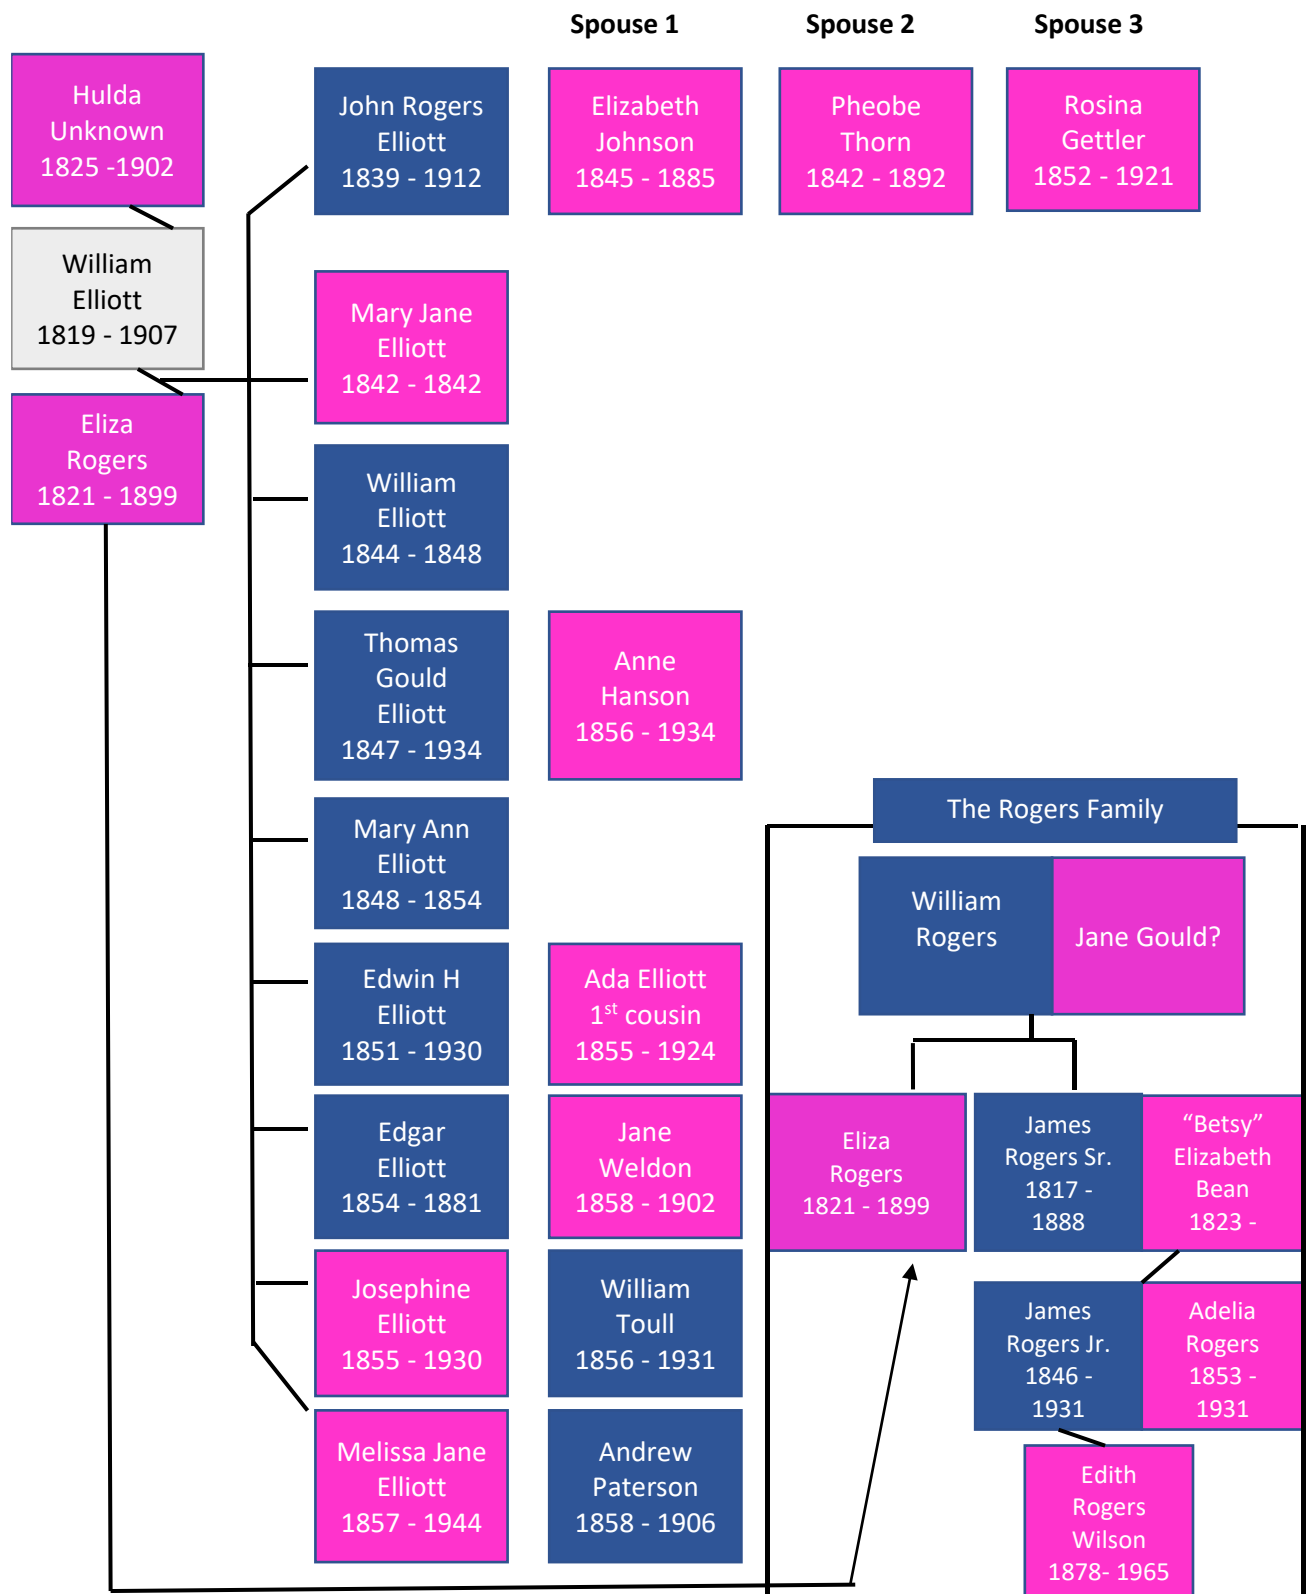 Spouse 1
Spouse 2
Spouse 3
Hulda
Unknown
1825 -1902
John Rogers
Elliott
1839 - 1912
Elizabeth
Johnson
1845 - 1885
Pheobe
Thorn
1842 - 1892
Rosina
Gettler
1852 - 1921
William
Elliott
1819 - 1907
Mary Jane
Elliott
1842 - 1842
Eliza
Rogers
1821 - 1899
William
Elliott
1844 - 1848
Thomas
Gould
Elliott
1847 - 1934
Anne
Hanson
1856 - 1934
Mary Ann
Elliott
1848 - 1854
Edwin H
Elliott
1851 - 1930
Ada Elliott
1st cousin
1855 - 1924
Edgar
Elliott
1854 - 1881
Jane
Weldon
1858 - 1902
Josephine
Elliott
1855 - 1930
William
Toull
1856 - 1931
Melissa Jane
Elliott
1857 - 1944
Andrew
Paterson
1858 - 1906
The Rogers Family
William
Rogers
Jane Gould?
Eliza
Rogers
1821 - 1899
James
Rogers Sr.
1817 -
1888
“Betsy”
Elizabeth
Bean
1823 -
James
Rogers Jr.
1846 -
1931
Adelia
Rogers
1853 -
1931
Edith
Rogers
Wilson
1878- 1965